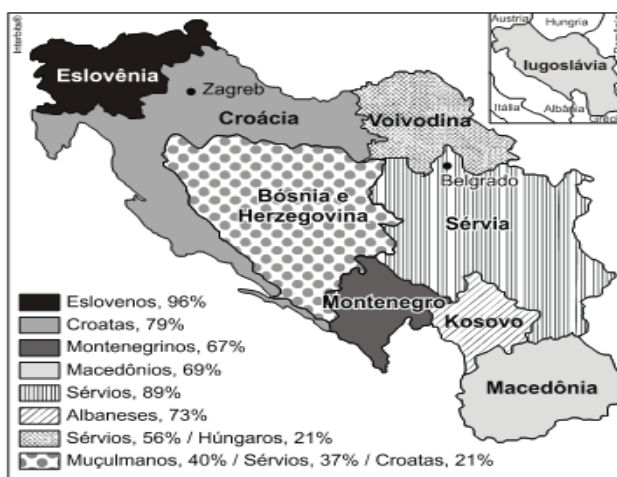 Interbits®
Áustria
Hungria
Iugoslávia
Itália
Albânia
Eslovênia
Zagreb
Croácia
Voivodina
Belgrado
Bósnia e
Herzegovina
Sérvia
Montenegro
Kosovo
Macedônia
Eslovenos, 96%
Croatas, 79%
Montenegrinos, 67%
Macedônios, 69%
Sérvios, 89%
Albaneses, 73%
Sérvios, 56% / Húngaros, 21%
Muçulmanos, 40% / Sérvios, 37% / Croatas, 21%